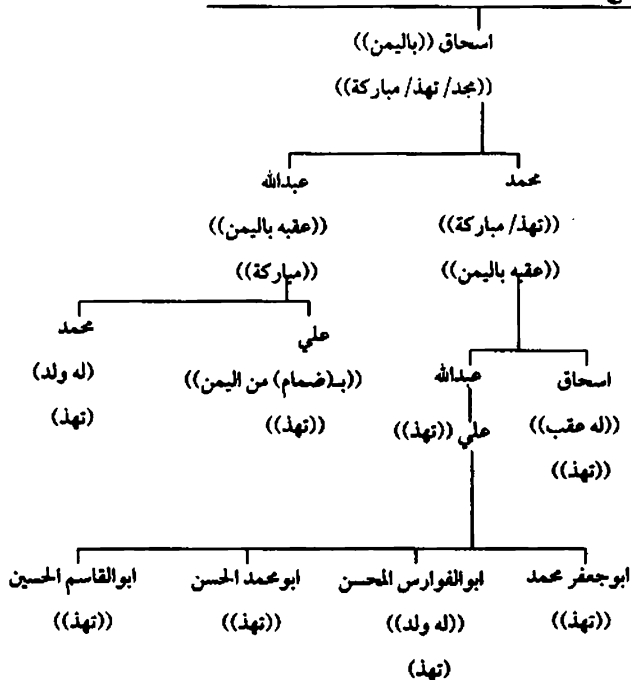 اسحاق ((باليمن))
((مجد/ تهذ/ مباركة))
محمد عبدالله
((تهذ/ مباركة)) ((عقبه باليمن))
((عقبه باليمن)) ((مباركة))
علي محمد
((بـ(ضمام) من اليمن)) (له ولد)
((تهذ)) (تهذ)
اسحاق عبدالله
((له عقب)) علي ((تهذ))
((تهذ))
ابوجعفر محمد ابوالفوارس المحسن ابومحمد الحسن ابوالقاسم الحسين
((تهذ)) ((له ولد)) ((تهذ)) ((تهذ))
(تهذ)